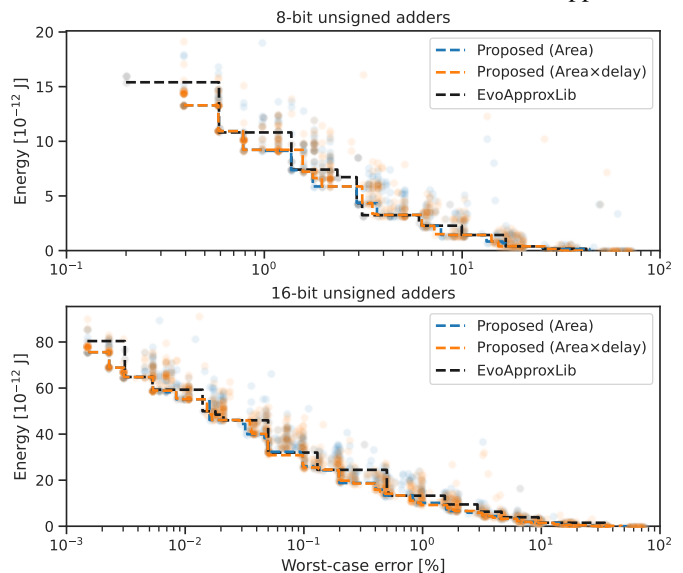 8-bit unsigned adders
Energy [10⁻¹² J]
20
15
10
5
0
Proposed (Area)
Proposed (Area×delay)
EvoApproxLib
10⁻¹ 10⁰ 10¹ 10²
16-bit unsigned adders
Energy [10⁻¹² J]
80
60
40
20
0
Proposed (Area)
Proposed (Area×delay)
EvoApproxLib
10⁻³ 10⁻² 10⁻¹ 10⁰ 10¹ 10²
Worst-case error [%]